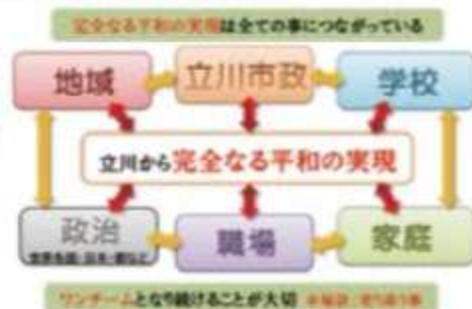 完全なる平和の実現は全ての事につながっている
地域
立川市政
学校
立川から完全なる平和の実現
政治
職場
家庭
ワンチームとなり続けることが大切